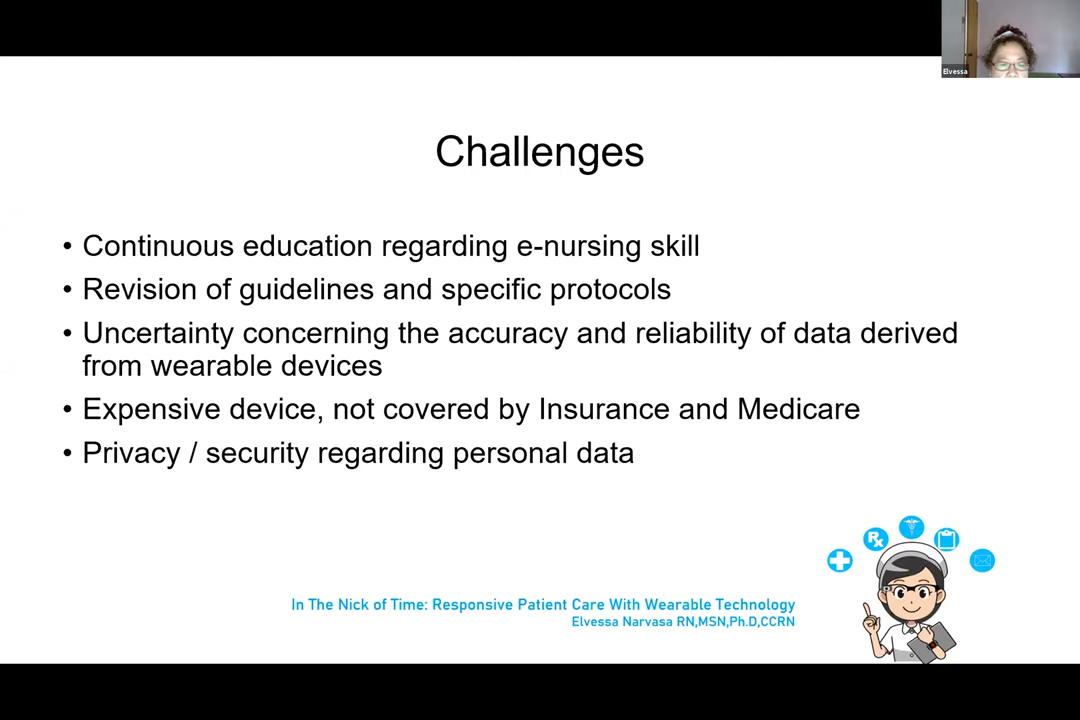 Elvessa
Challenges
• Continuous education regarding e-nursing skill
• Revision of guidelines and specific protocols
• Uncertainty concerning the accuracy and reliability of data derived
from wearable devices
• Expensive device, not covered by Insurance and Medicare
• Privacy / security regarding personal data
Rx
In The Nick of Time: Responsive Patient Care With Wearable Technology
Elvessa Narvasa RN,MSN,Ph.D,CCRN